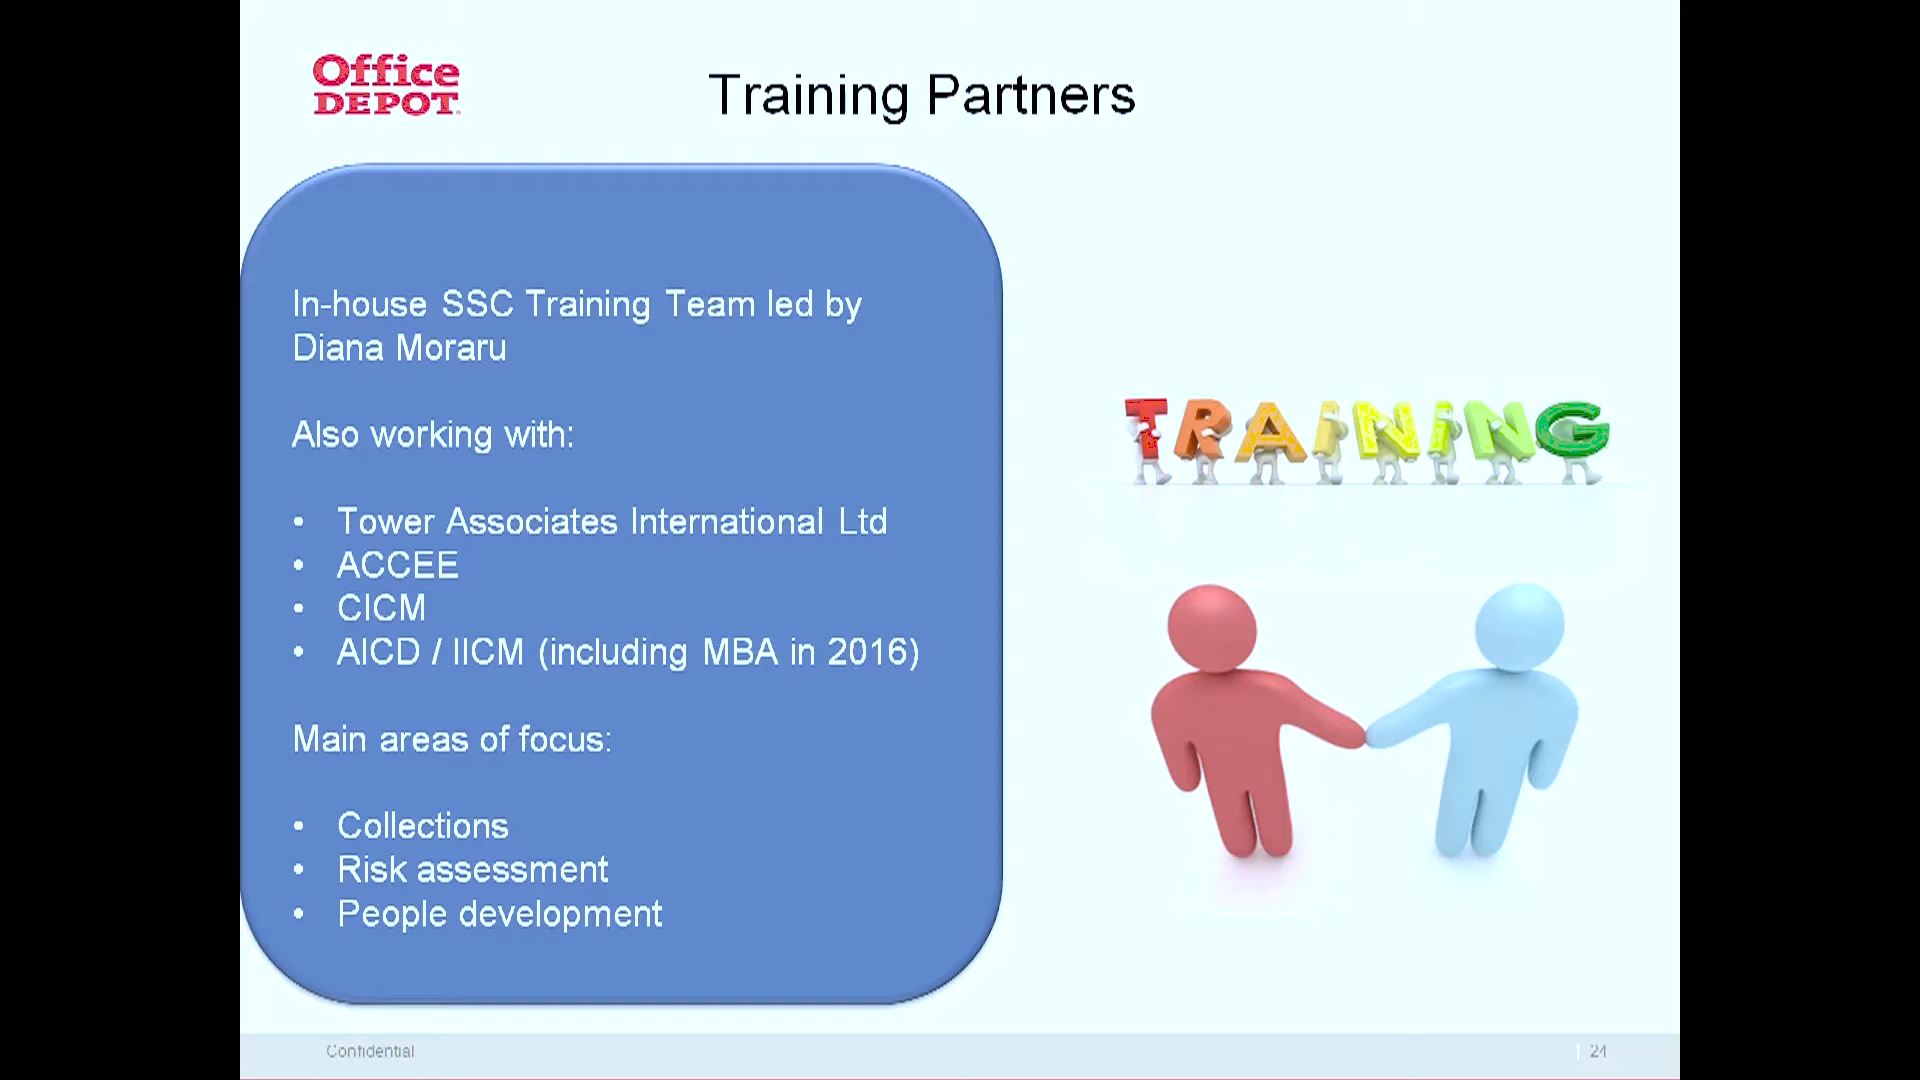 Office
DEPOT
Training Partners
In-house SSC Training Team led by
Diana Moraru
Also working with:
• Tower Associates International Ltd
• ACCEE
• CICM
• AICD / IICM (including MBA in 2016)
Main areas of focus:
• Collections
• Risk assessment
• People development
TRAINING
Confidential
| 24